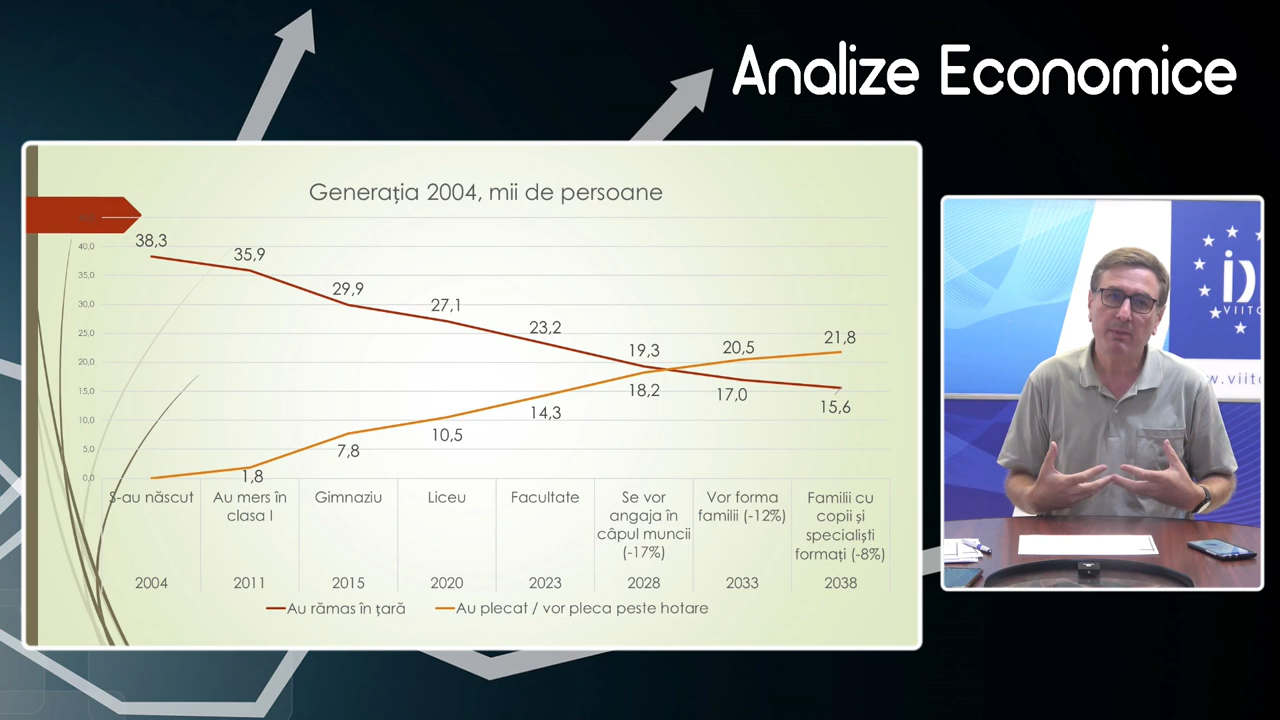 Analize Economice
Generația 2004, mii de persoane
40,0
35,0
30,0
25,0
20,0
15,0
10,0
5,0
0,0
38,3
35,9
29,9
27,1
23,2
19,3
17,0
15,6
1,8
7,8
10,5
14,3
18,2
20,5
21,8
S-au născut
Au mers în
clasa I
Gimnaziu
Liceu
Facultate
Se vor
angaja în
câpul muncii
(-17%)
Vor forma
familii (-12%)
Familii cu
copii și
specialiști
formați (-8%)
2004 2011 2015 2020 2023 2028 2033 2038
Au rămas în țară Au plecat / vor pleca peste hotare
VIITO
w.viito